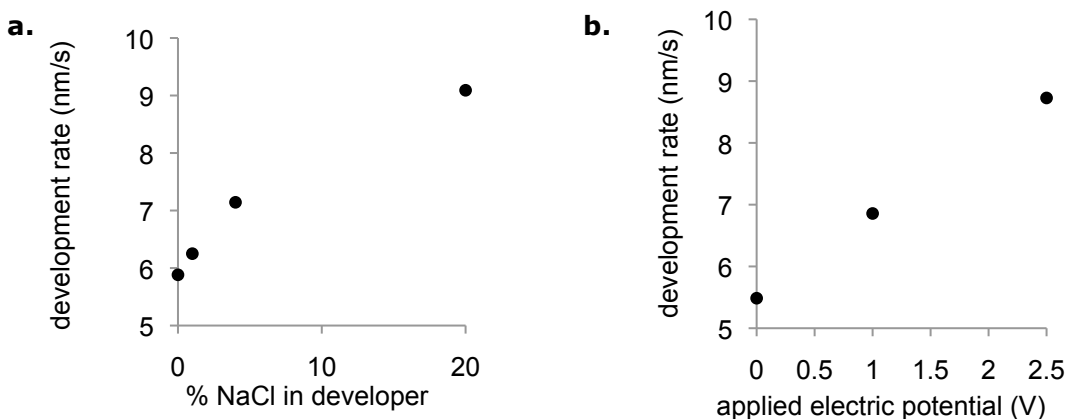 a.
development rate (nm/s)
10
9
8
7
6
5
0 10 20
% NaCl in developer
b.
development rate (nm/s)
10
9
8
7
6
5
0 0.5 1 1.5 2 2.5
applied electric potential (V)